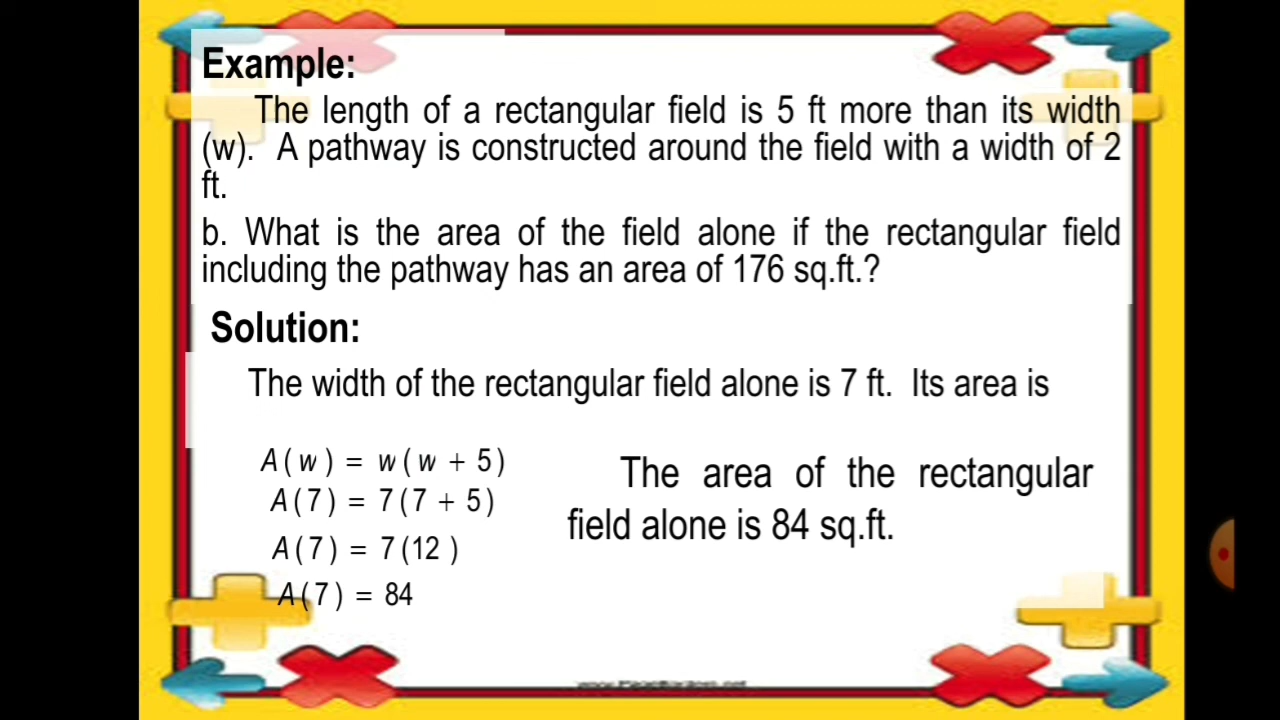 Example:
The length of a rectangular field is 5 ft more than its width
(w). A pathway is constructed around the field with a width of 2
ft.
b. What is the area of the field alone if the rectangular field
including the pathway has an area of 176 sq.ft.?
Solution:
The width of the rectangular field alone is 7 ft. Its area is
A(w) = w(w + 5)
A(7) = 7(7 + 5)
A(7) = 7(12)
A(7) = 84
The area of the rectangular
field alone is 84 sq.ft.